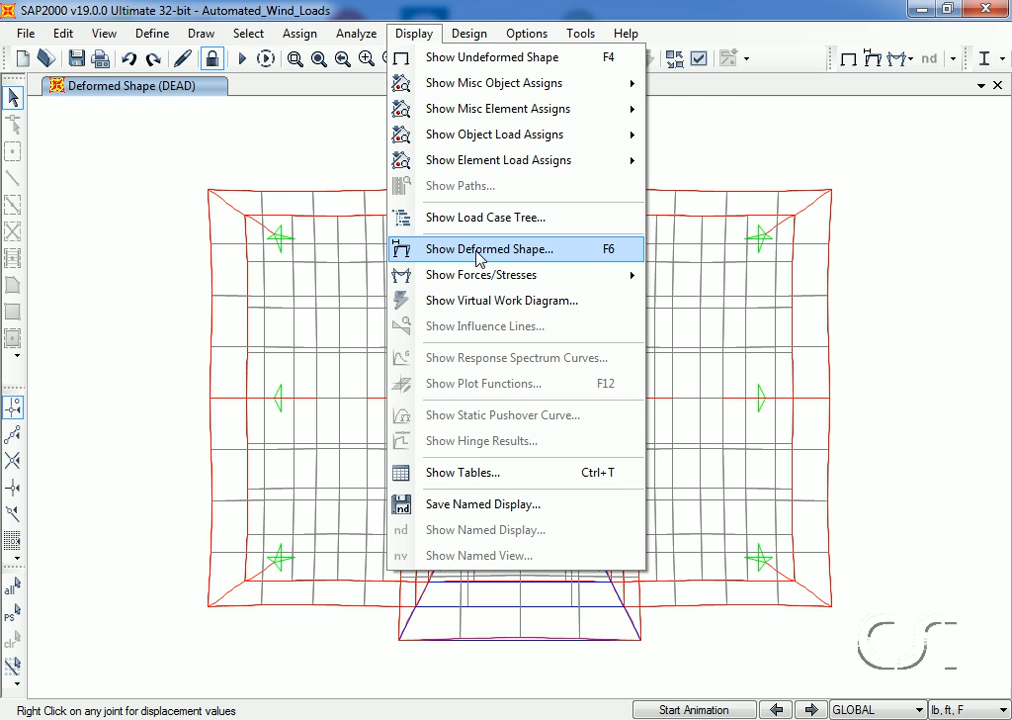 SAP2000 v19.0.0 Ultimate 32-bit - Automated_Wind_Loads
File Edit View Define Draw Select Assign Analyze Display Design Options Tools Help
nd
Deformed Shape (DEAD)
Show Undeformed Shape F4
Show Misc Object Assigns
Show Misc Element Assigns
Show Object Load Assigns
Show Element Load Assigns
Show Paths...
Show Load Case Tree...
Show Deformed Shape... F6
Show Forces/Stresses
Show Virtual Work Diagram...
Show Influence Lines...
Show Response Spectrum Curves...
Show Plot Functions... F12
Show Static Pushover Curve...
Show Hinge Results...
Show Tables... Ctrl+T
Save Named Display...
nd Show Named Display...
nv Show Named View...
all
PS
clr
CSI
Right Click on any joint for displacement values
Start Animation
GLOBAL
lb, ft, F